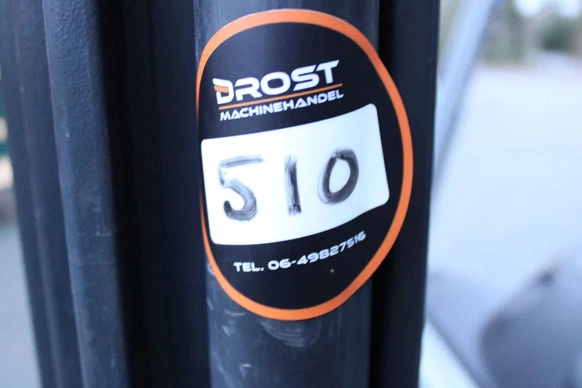 DROST
MACHINEHANDEL
510
TEL. 06-49827516